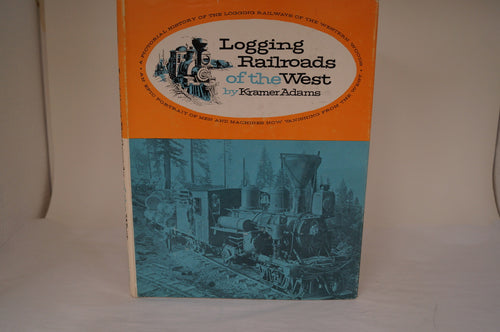 A PICTORIAL HISTORY OF THE LOGGING RAILWAYS OF THE WESTERN WOODS
Logging
Railroads
of the West
by Kramer Adams
AN EPIC PORTRAIT OF MEN AND MACHINES NOW VANISHING FROM THE WEST